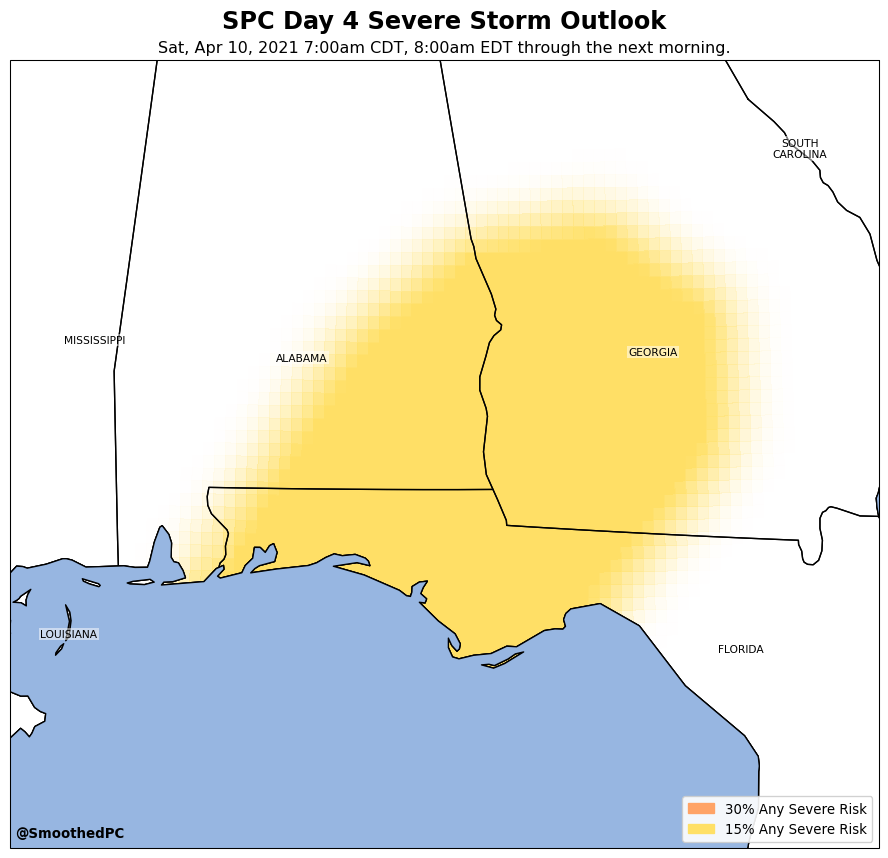 SPC Day 4 Severe Storm Outlook
Sat, Apr 10, 2021 7:00am CDT, 8:00am EDT through the next morning.
SOUTH
CAROLINA
MISSISSIPPI
ALABAMA
GEORGIA
LOUISIANA
FLORIDA
30% Any Severe Risk
15% Any Severe Risk
@SmoothedPC